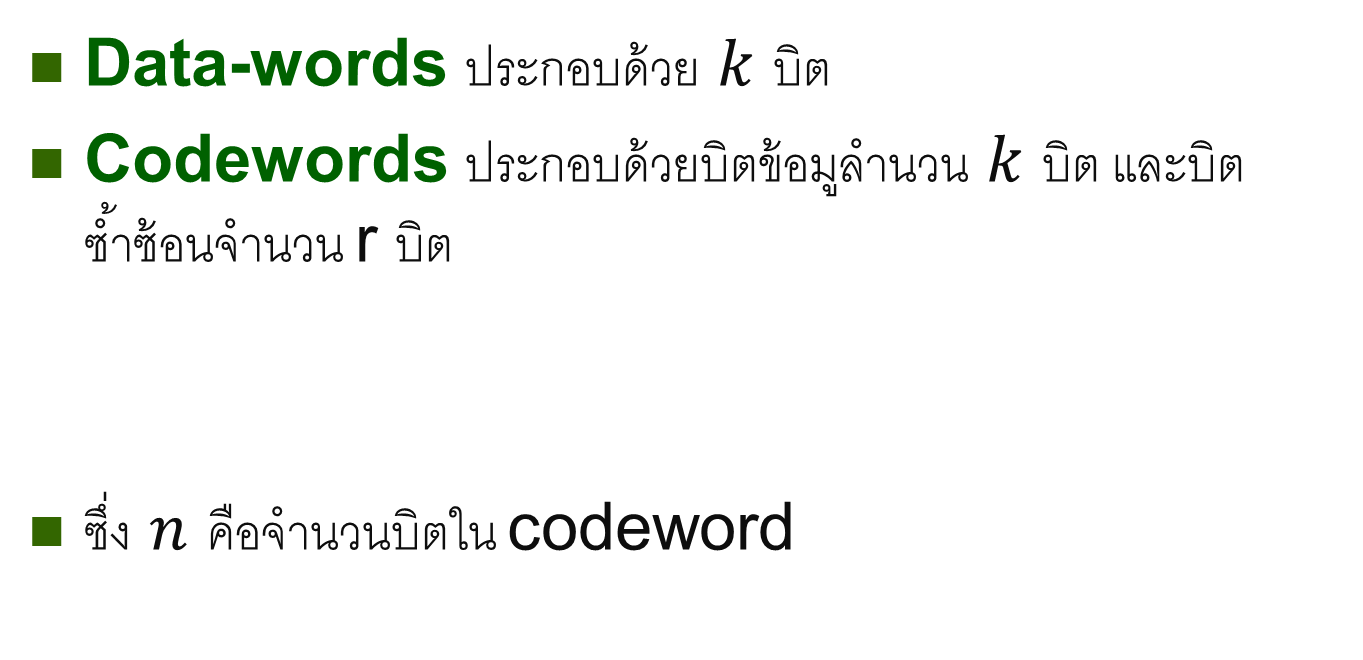 ■ Data-words ประกอบด้วย k บิต
■ Codewords ประกอบด้วยบิตข้อมูลำนวน k บิต และบิต
ซ้ำซ้อนจำนวน r บิต
■ ซึ่ง n คือจำนวนบิตใน codeword